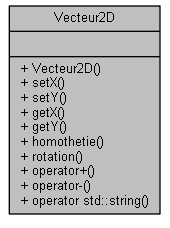 Vecteur2D
+ Vecteur2D()
+ setX()
+ setY()
+ getX()
+ getY()
+ homothetie()
+ rotation()
+ operator+()
+ operator-()
+ operator std::string()